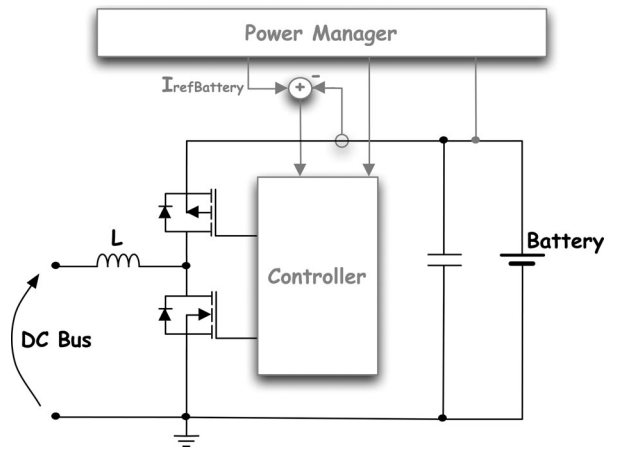 Power Manager
IrefBattery
+
-
L
Battery
Controller
DC Bus